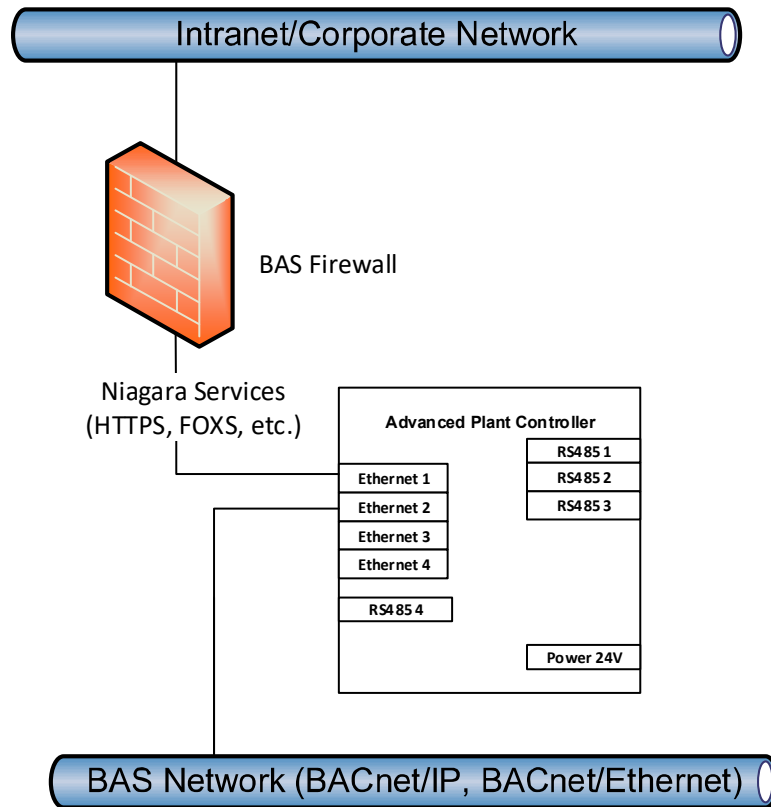 Intranet/Corporate Network
BAS Firewall
Niagara Services
(HTTPS, FOXS, etc.)
Advanced Plant Controller
RS485 1
RS485 2
RS485 3
Ethernet 1
Ethernet 2
Ethernet 3
Ethernet 4
RS485 4
Power 24V
BAS Network (BACnet/IP, BACnet/Ethernet)